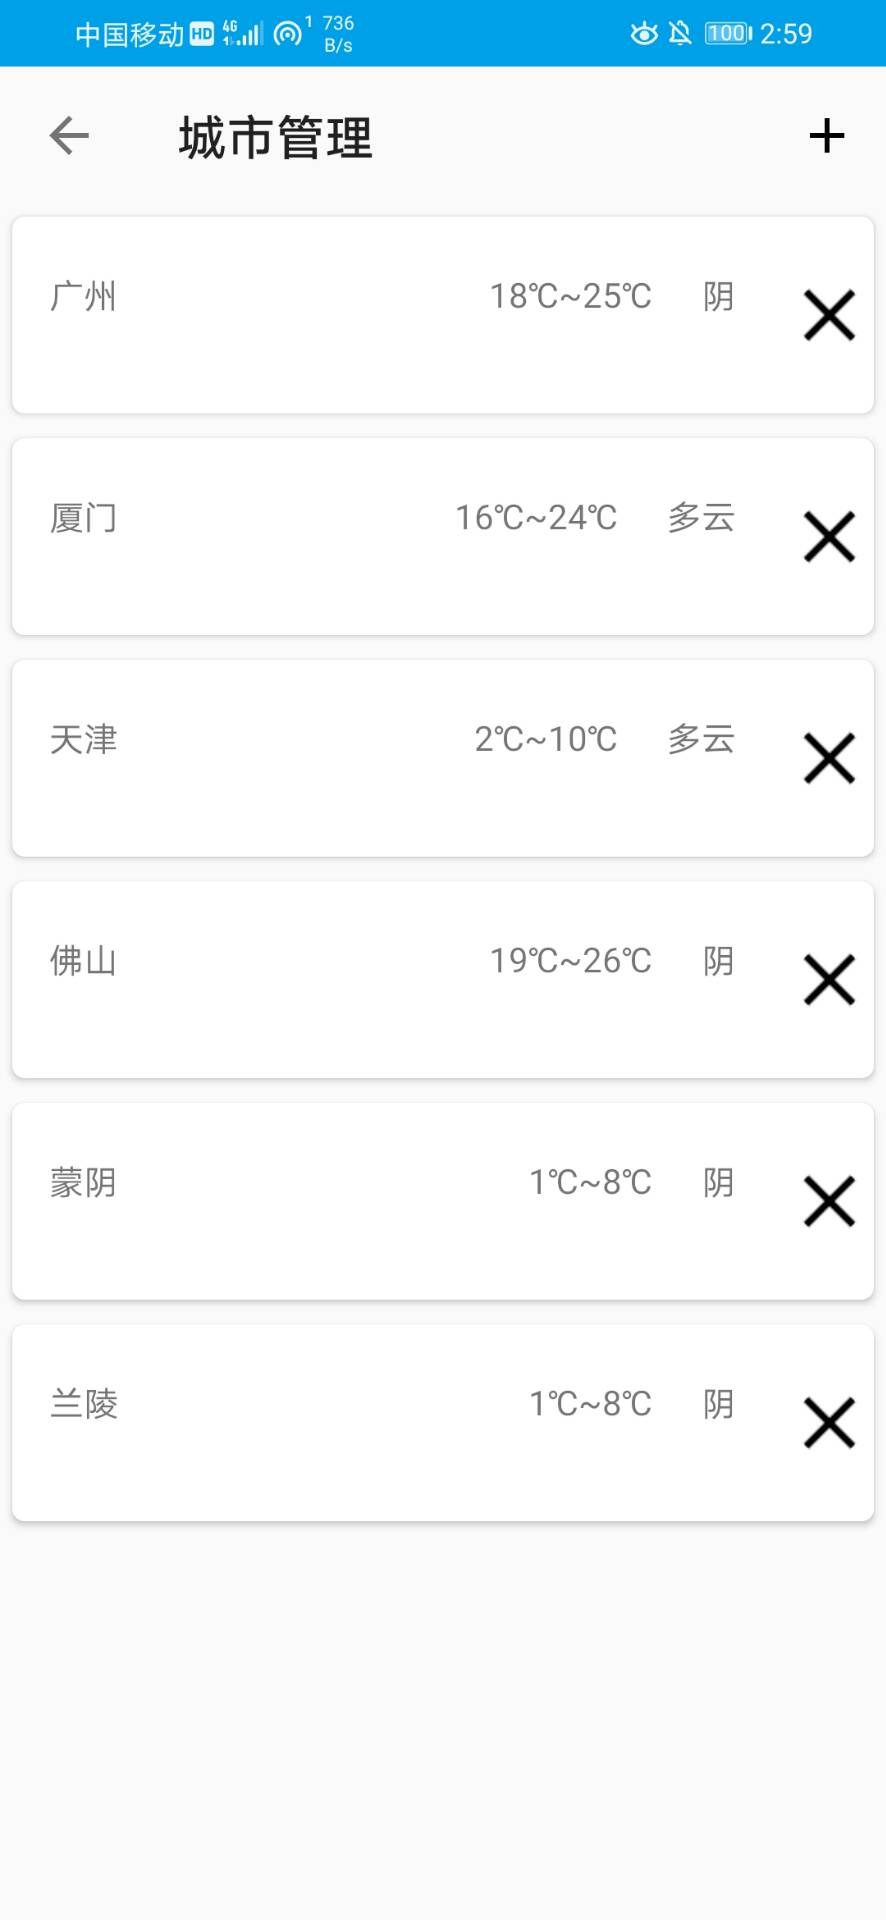 中国移动 HD 4G 1 736 B/s 100 2:59
城市管理
广州 18℃~25℃ 阴
厦门 16℃~24℃ 多云
天津 2℃~10℃ 多云
佛山 19℃~26℃ 阴
蒙阴 1℃~8℃ 阴
兰陵 1℃~8℃ 阴